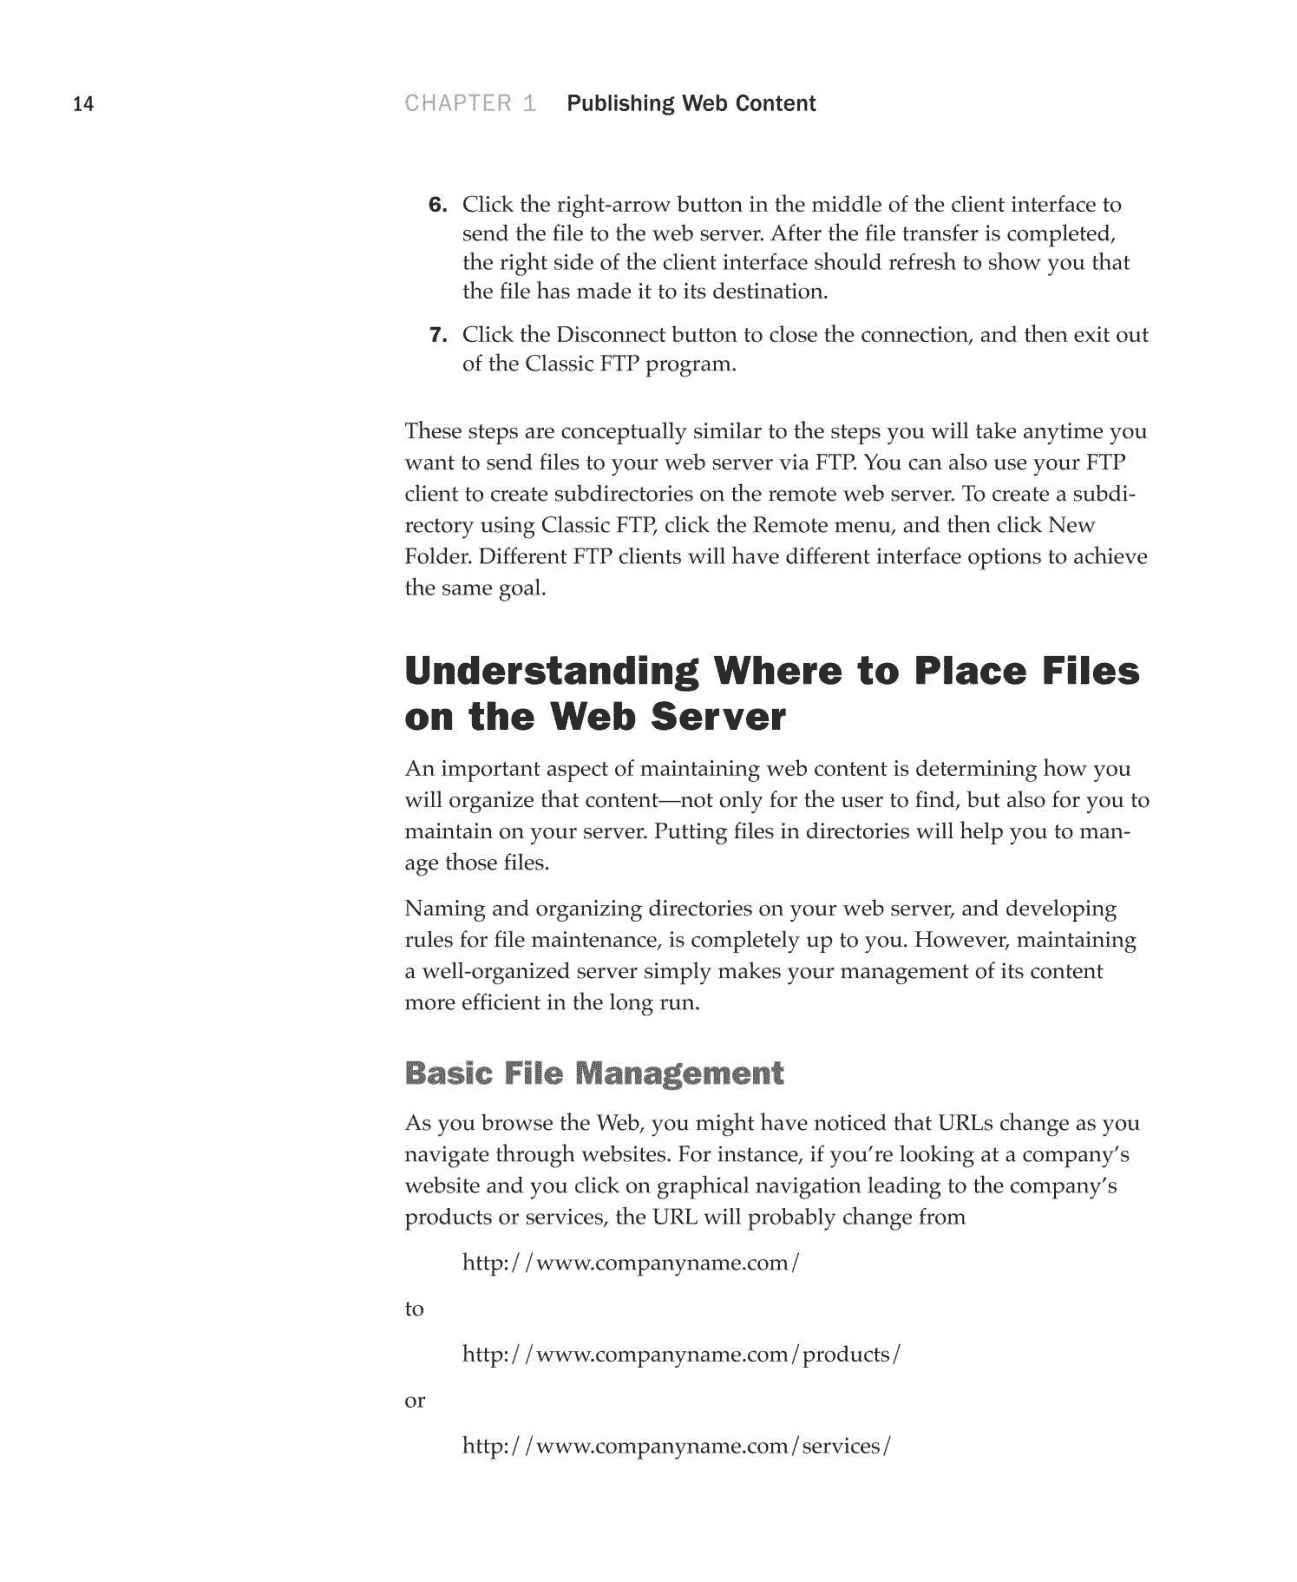 14
CHAPTER 1 Publishing Web Content
6. Click the right-arrow button in the middle of the client interface to
send the file to the web server. After the file transfer is completed,
the right side of the client interface should refresh to show you that
the file has made it to its destination.
7. Click the Disconnect button to close the connection, and then exit out
of the Classic FTP program.
These steps are conceptually similar to the steps you will take anytime you
want to send files to your web server via FTP. You can also use your FTP
client to create subdirectories on the remote web server. To create a subdi-
rectory using Classic FTP, click the Remote menu, and then click New
Folder. Different FTP clients will have different interface options to achieve
the same goal.
Understanding Where to Place Files
on the Web Server
An important aspect of maintaining web content is determining how you
will organize that content—not only for the user to find, but also for you to
maintain on your server. Putting files in directories will help you to man-
age those files.
Naming and organizing directories on your web server, and developing
rules for file maintenance, is completely up to you. However, maintaining
a well-organized server simply makes your management of its content
more efficient in the long run.
Basic File Management
As you browse the Web, you might have noticed that URLs change as you
navigate through websites. For instance, if you're looking at a company's
website and you click on graphical navigation leading to the company's
products or services, the URL will probably change from
http://www.companyname.com/
to
http://www.companyname.com/products/
or
http://www.companyname.com/services/